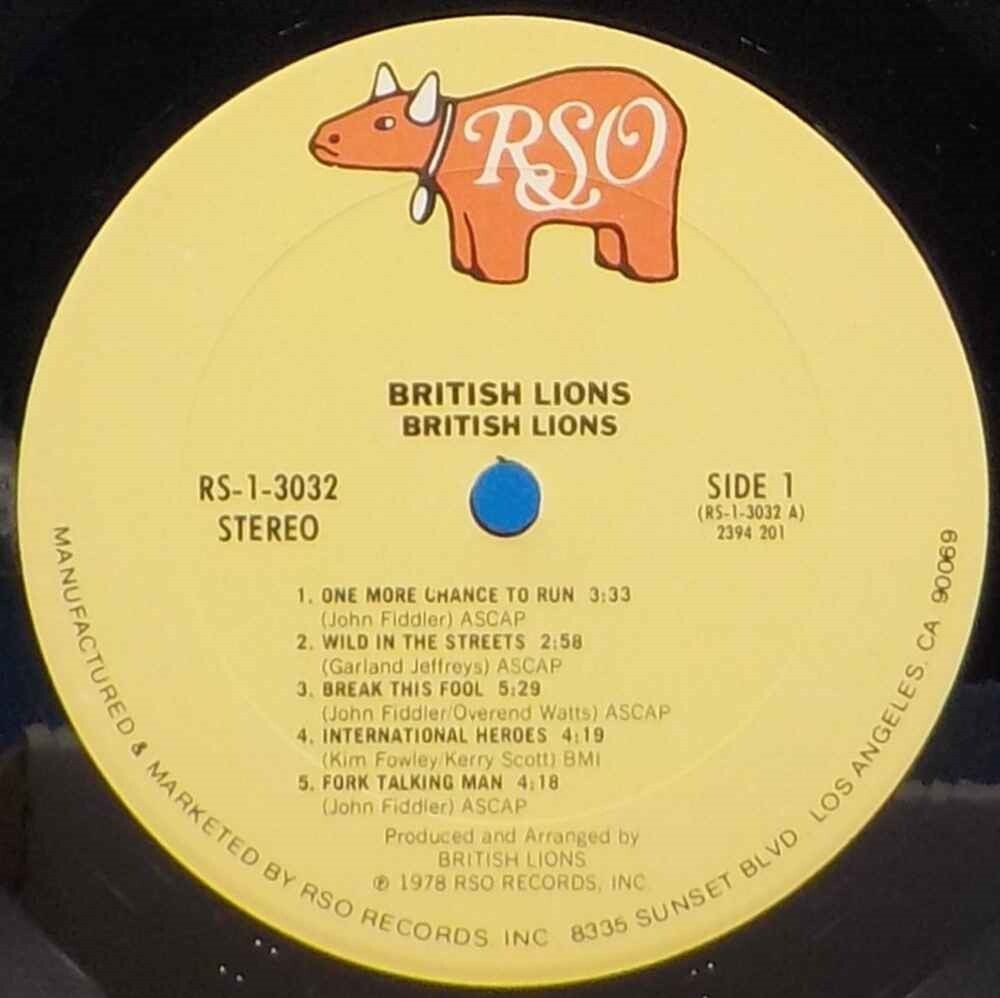 RSO
BRITISH LIONS
BRITISH LIONS
RS-1-3032
STEREO
SIDE 1
(RS-1-3032 A)
2394 201
1. ONE MORE CHANCE TO RUN 3:33
(John Fiddler) ASCAP
2. WILD IN THE STREETS 2:58
(Garland Jeffreys) ASCAP
3. BREAK THIS FOOL 5:29
(John Fiddler/Overend Watts) ASCAP
4. INTERNATIONAL HEROES 4:19
(Kim Fowley/Kerry Scott) BMI
5. FORK TALKING MAN 4:18
(John Fiddler) ASCAP
Produced and Arranged by
BRITISH LIONS
℗ 1978 RSO RECORDS, INC.
MANUFACTURED & MARKETED BY RSO RECORDS INC 8335 SUNSET BLVD. LOS ANGELES, CA 90069